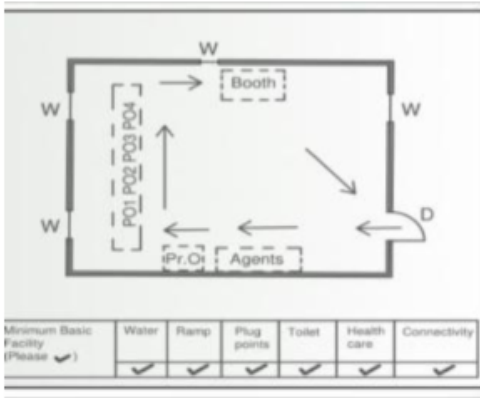 W
Booth
W
W
PO1 PO2 PO3 PO4
W
D
Pr.O
Agents
Minimum Basic Facility (Please ✔)
Water
Ramp
Plug points
Toilet
Health care
Connectivity
✔ ✔ ✔ ✔ ✔ ✔